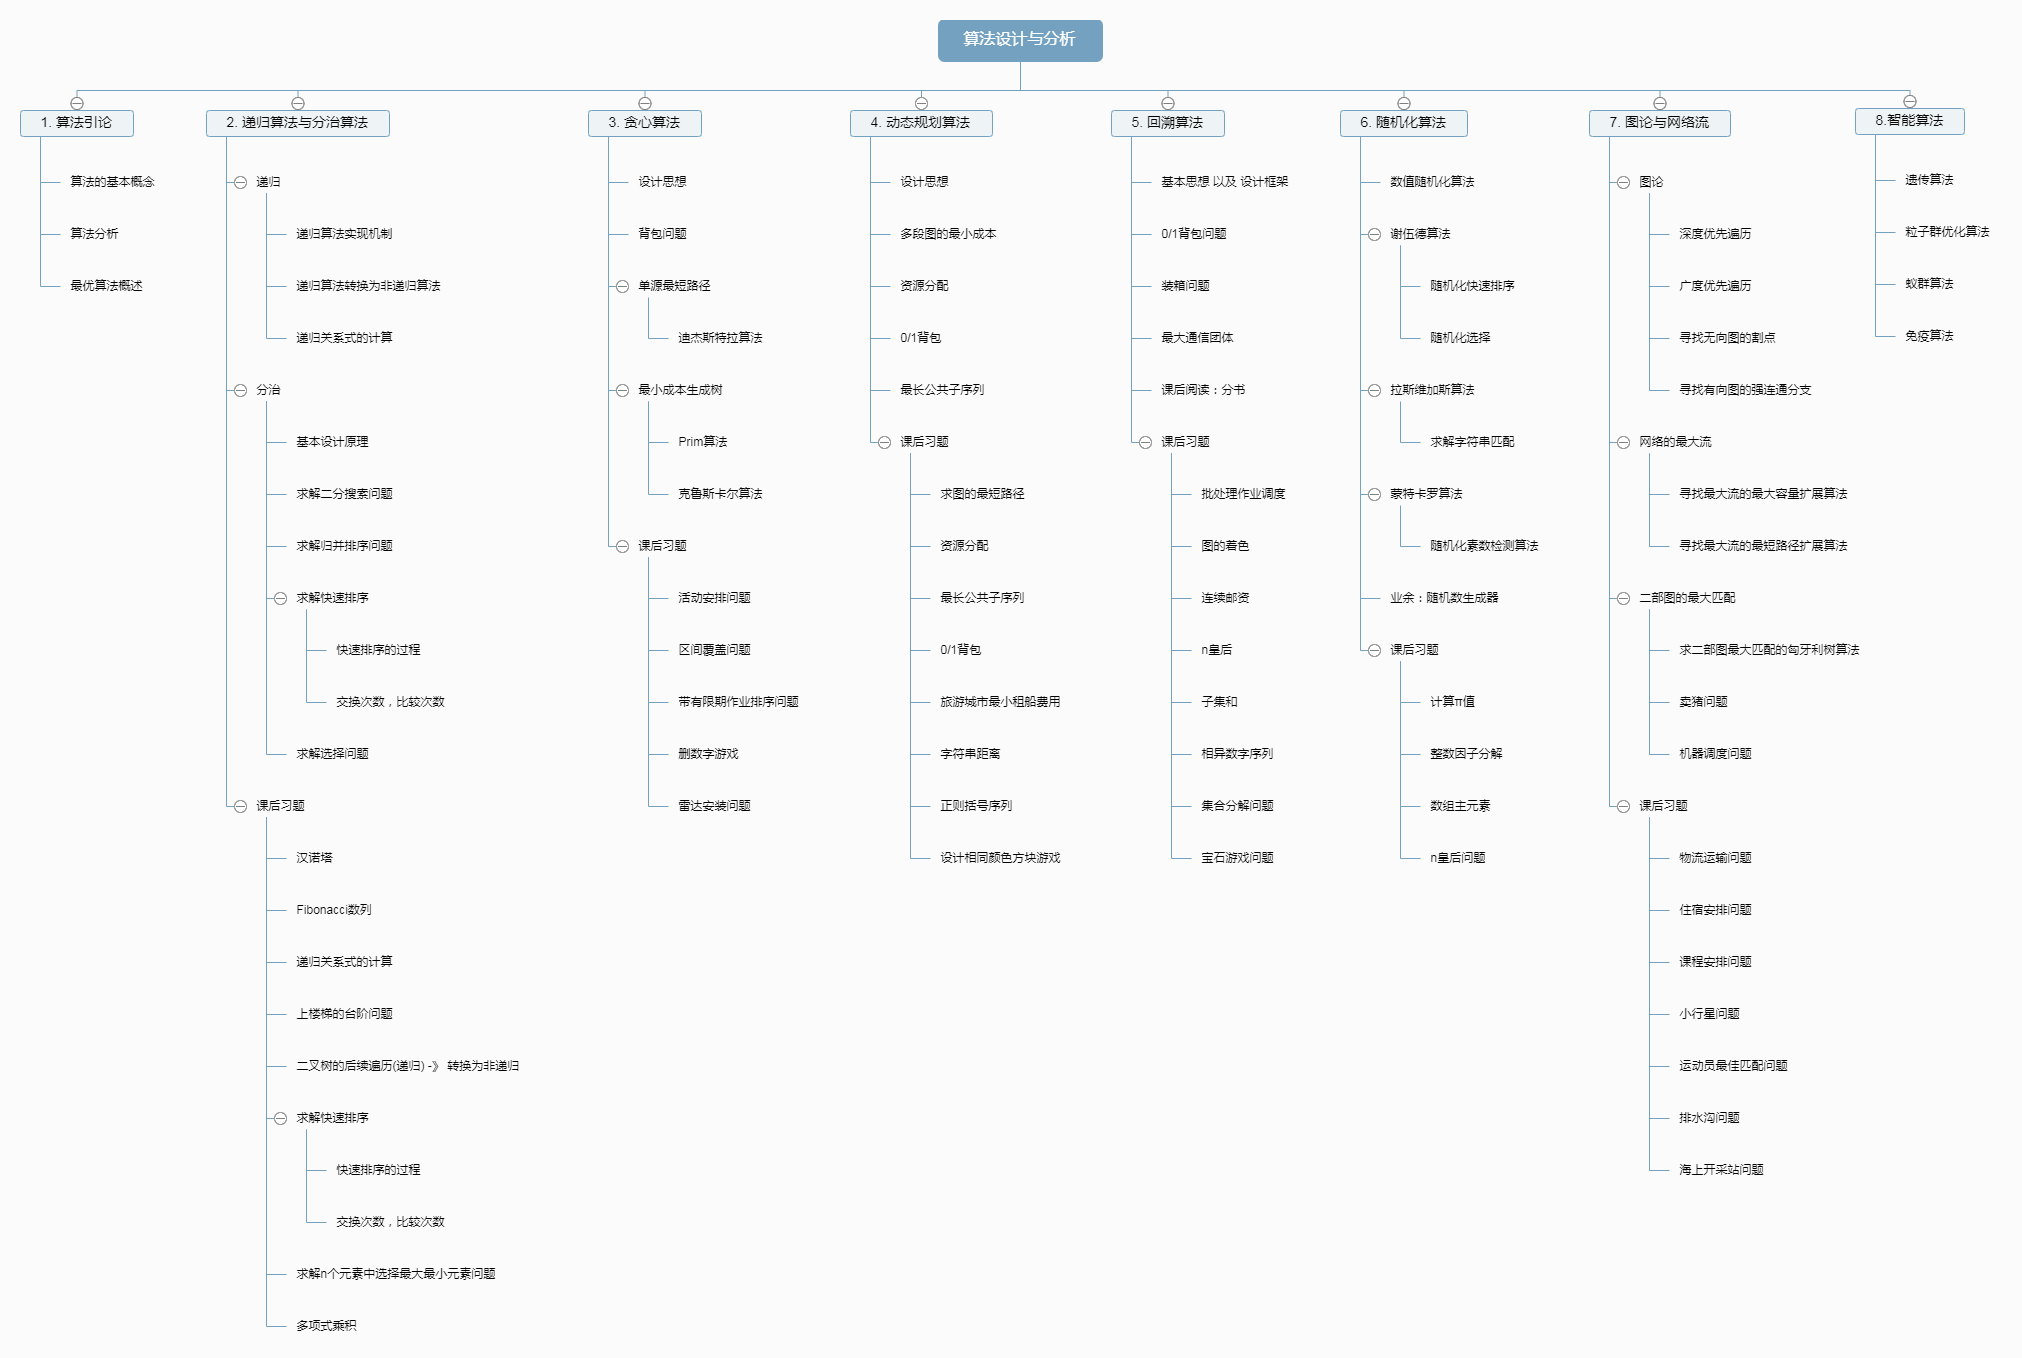 算法设计与分析
1. 算法引论
算法的基本概念
算法分析
最优算法概述
2. 递归算法与分治算法
递归
递归算法实现机制
递归算法转换为非递归算法
递归关系式的计算
分治
基本设计原理
求解二分搜索问题
求解归并排序问题
求解快速排序
快速排序的过程
交换次数，比较次数
求解选择问题
课后习题
汉诺塔
Fibonacci数列
递归关系式的计算
上楼梯的台阶问题
二叉树的后续遍历(递归) -》 转换为非递归
求解快速排序
快速排序的过程
交换次数，比较次数
求解n个元素中选择最大最小元素问题
多项式乘积
3. 贪心算法
设计思想
背包问题
单源最短路径
迪杰斯特拉算法
最小成本生成树
Prim算法
克鲁斯卡尔算法
课后习题
活动安排问题
区间覆盖问题
带有限期作业排序问题
删数字游戏
雷达安装问题
4. 动态规划算法
设计思想
多段图的最小成本
资源分配
0/1背包
最长公共子序列
课后习题
求图的最短路径
资源分配
最长公共子序列
0/1背包
旅游城市最小租船费用
字符串距离
正则括号序列
设计相同颜色方块游戏
5. 回溯算法
基本思想 以及 设计框架
0/1背包问题
装箱问题
最大通信团体
课后阅读：分书
课后习题
批处理作业调度
图的着色
连续邮资
n皇后
子集和
相异数字序列
集合分解问题
宝石游戏问题
6. 随机化算法
数值随机化算法
谢伍德算法
随机化快速排序
随机化选择
拉斯维加斯算法
求解字符串匹配
蒙特卡罗算法
随机化素数检测算法
业余：随机数生成器
课后习题
计算π值
整数因子分解
数组主元素
n皇后问题
7. 图论与网络流
图论
深度优先遍历
广度优先遍历
寻找无向图的割点
寻找有向图的强连通分支
网络的最大流
寻找最大流的最大容量扩展算法
寻找最大流的最短路径扩展算法
二部图的最大匹配
求二部图最大匹配的匈牙利树算法
卖猪问题
机器调度问题
课后习题
物流运输问题
住宿安排问题
课程安排问题
小行星问题
运动员最佳匹配问题
排水沟问题
海上开采站问题
8.智能算法
遗传算法
粒子群优化算法
蚁群算法
免疫算法